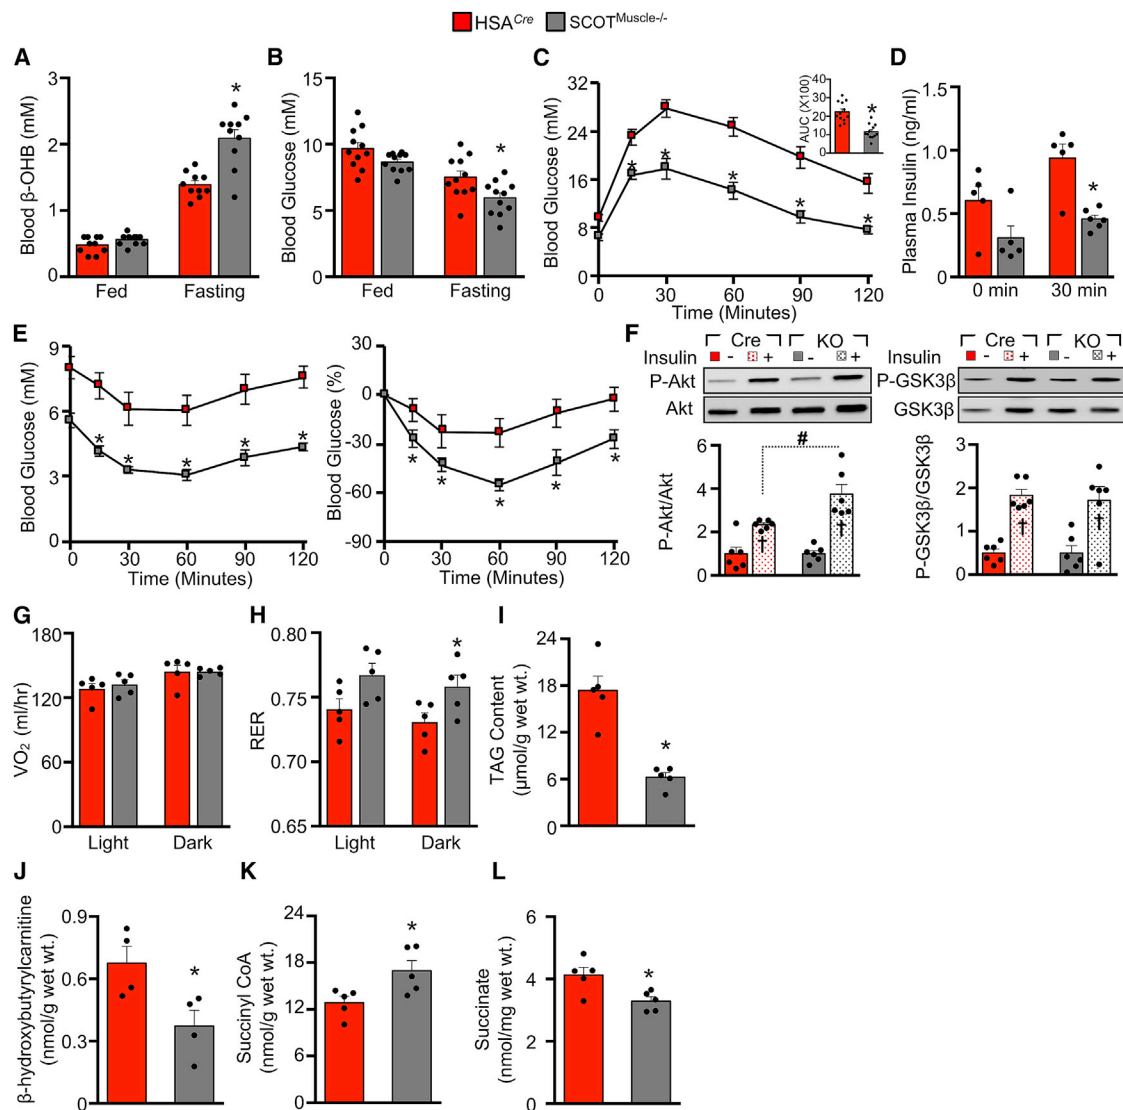 HSACre SCOTMuscle-/-
A
Blood β-OHB (mM)
3
2
1
0
*
Fed Fasting
B
Blood Glucose (mM)
15
10
5
0
*
Fed Fasting
C
Blood Glucose (mM)
32
24
16
8
0
* * * * *
0 30 60 90 120
Time (Minutes)
AUC (X100)
40
30
20
10
0
*
D
Plasma Insulin (ng/ml)
1.5
1.0
0.5
0
*
0 min 30 min
E
Blood Glucose (mM)
9
6
3
0
* * * * *
0 30 60 90 120
Time (Minutes)
Blood Glucose (%)
0
-30
-60
-90
* * * * *
0 30 60 90 120
Time (Minutes)
F
Cre KO
Insulin - + - +
P-Akt
Akt
P-Akt/Akt
6
4
2
0
#
† †
Cre KO
Insulin - + - +
P-GSK3β
GSK3β
P-GSK3β/GSK3β
3
2
1
0
† †
G
VO2 (ml/hr)
180
120
60
0
Light Dark
H
RER
0.80
0.75
0.70
0.65
*
Light Dark
I
TAG Content
(μmol/g wet wt.)
24
18
12
6
0
*
J
β-hydroxybutyrylcarnitine
(nmol/g wet wt.)
0.9
0.6
0.3
0
*
K
Succinyl CoA
(nmol/g wet wt.)
24
18
12
6
0
*
L
Succinate
(nmol/mg wet wt.)
6
4
2
0
*